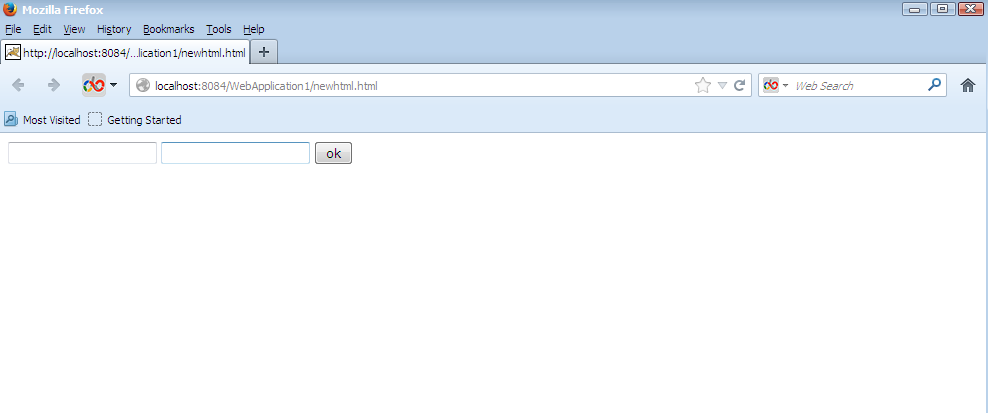 Mozilla Firefox
File Edit View History Bookmarks Tools Help
http://localhost:8084/...lication1/newhtml.html
localhost:8084/WebApplication1/newhtml.html Web Search
Most Visited Getting Started
ok